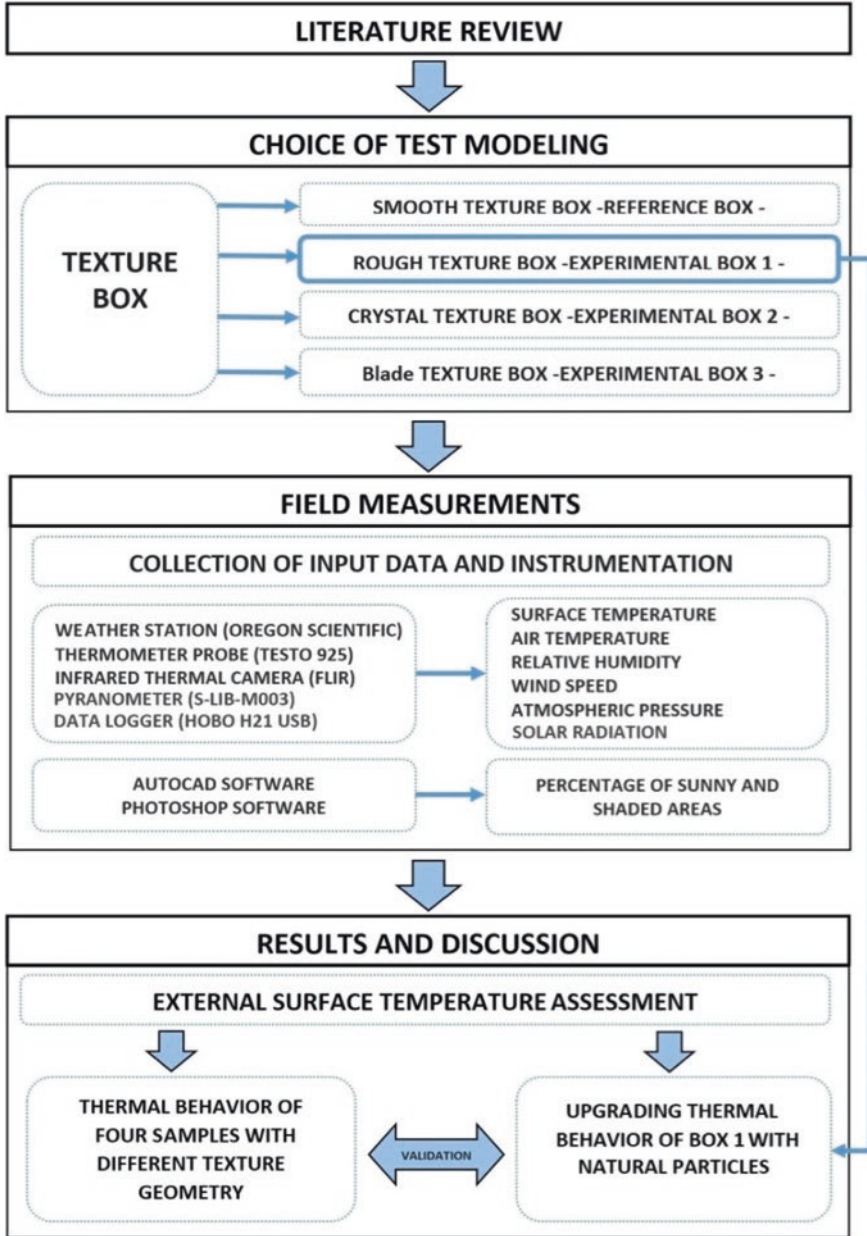 LITERATURE REVIEW
CHOICE OF TEST MODELING
TEXTURE
BOX
SMOOTH TEXTURE BOX -REFERENCE BOX -
ROUGH TEXTURE BOX -EXPERIMENTAL BOX 1 -
CRYSTAL TEXTURE BOX -EXPERIMENTAL BOX 2 -
Blade TEXTURE BOX -EXPERIMENTAL BOX 3 -
FIELD MEASUREMENTS
COLLECTION OF INPUT DATA AND INSTRUMENTATION
WEATHER STATION (OREGON SCIENTIFIC)
THERMOMETER PROBE (TESTO 925)
INFRARED THERMAL CAMERA (FLIR)
PYRANOMETER (S-LIB-M003)
DATA LOGGER (HOBO H21 USB)
SURFACE TEMPERATURE
AIR TEMPERATURE
RELATIVE HUMIDITY
WIND SPEED
ATMOSPHERIC PRESSURE
SOLAR RADIATION
AUTOCAD SOFTWARE
PHOTOSHOP SOFTWARE
PERCENTAGE OF SUNNY AND
SHADED AREAS
RESULTS AND DISCUSSION
EXTERNAL SURFACE TEMPERATURE ASSESSMENT
THERMAL BEHAVIOR OF
FOUR SAMPLES WITH
DIFFERENT TEXTURE
GEOMETRY
VALIDATION
UPGRADING THERMAL
BEHAVIOR OF BOX 1 WITH
NATURAL PARTICLES